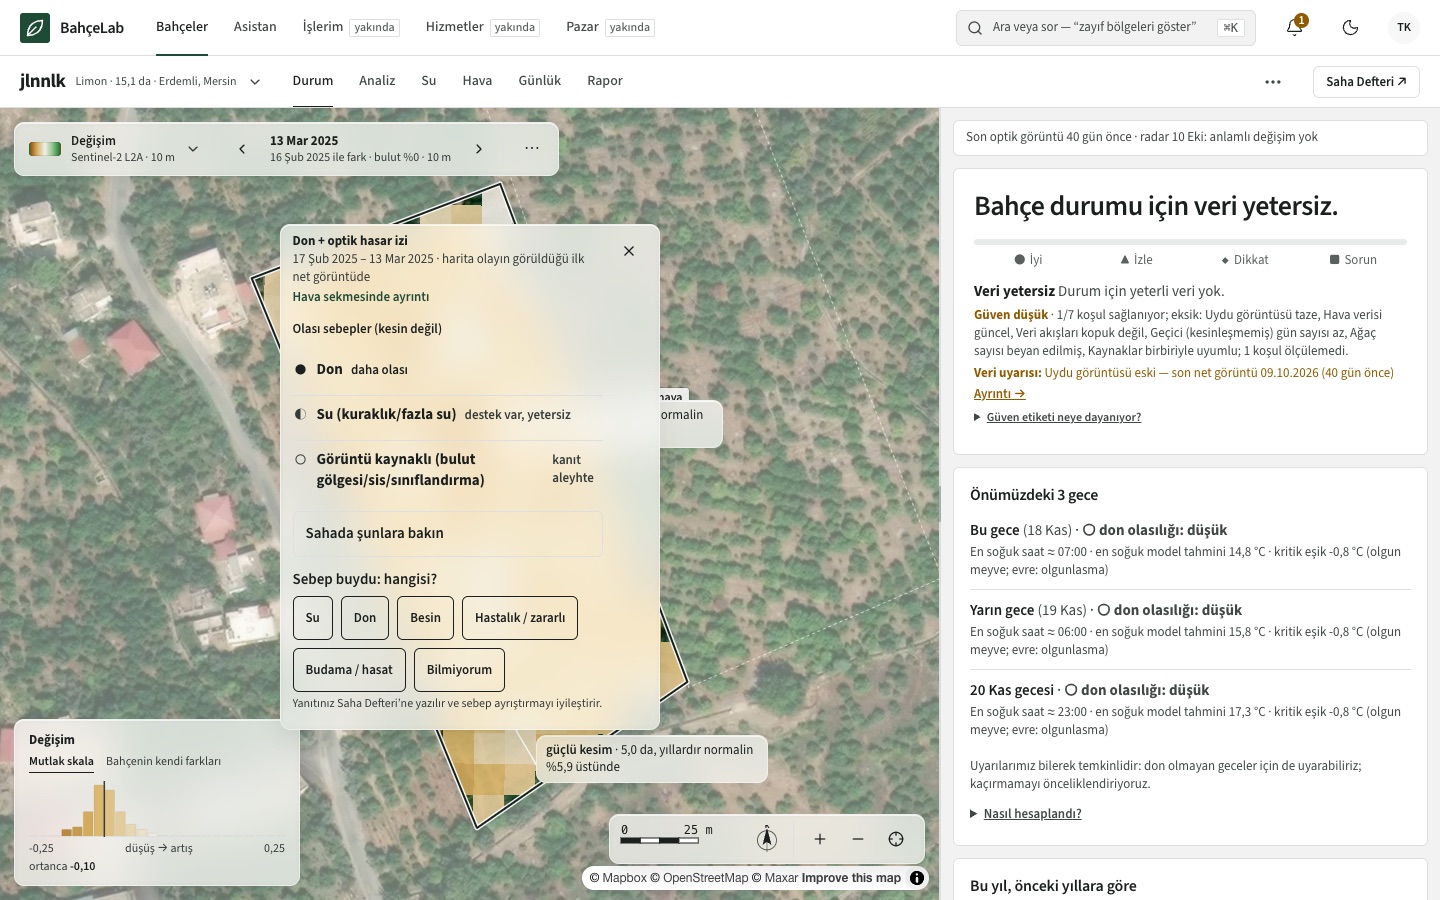 BahçeLab
Bahçeler
Asistan
İşlerim yakında
Hizmetler yakında
Pazar yakında
Ara veya sor — “zayıf bölgeleri göster” ⌘K
1
TK
jlnnlk
Limon · 15,1 da · Erdemli, Mersin
Durum
Analiz
Su
Hava
Günlük
Rapor
Saha Defteri ↗
Değişim
Sentinel-2 L2A · 10 m
13 Mar 2025
16 Şub 2025 ile fark · bulut %0 · 10 m
Don + optik hasar izi
17 Şub 2025 – 13 Mar 2025 · harita olayın görüldüğü ilk
net görüntüde
Hava sekmesinde ayrıntı
Olası sebepler (kesin değil)
Don daha olası
Su (kuraklık/fazla su) destek var, yetersiz
Görüntü kaynaklı (bulut
gölgesi/sis/sınıflandırma)
kanıt
aleyhte
Sahada şunlara bakın
Sebep buydu: hangisi?
Su
Don
Besin
Hastalık / zararlı
Budama / hasat
Bilmiyorum
Yanıtınız Saha Defteri’ne yazılır ve sebep ayrıştırmayı iyileştirir.
güçlü kesim · 5,0 da, yıllardır normalin
%5,9 üstünde
Değişim
Mutlak skala
Bahçenin kendi farkları
-0,25
düşüş → artış
0,25
ortanca -0,10
0
25 m
© Mapbox © OpenStreetMap © Maxar Improve this map
Son optik görüntü 40 gün önce · radar 10 Eki: anlamlı değişim yok
Bahçe durumu için veri yetersiz.
İyi
İzle
Dikkat
Sorun
Veri yetersiz Durum için yeterli veri yok.
Güven düşük · 1/7 koşul sağlanıyor; eksik: Uydu görüntüsü taze, Hava verisi
güncel, Veri akışları kopuk değil, Geçici (kesinleşmemiş) gün sayısı az, Ağaç
sayısı beyan edilmiş, Kaynaklar birbiriyle uyumlu; 1 koşul ölçülemedi.
Veri uyarısı: Uydu görüntüsü eski — son net görüntü 09.10.2026 (40 gün önce)
Ayrıntı →
Güven etiketi neye dayanıyor?
Önümüzdeki 3 gece
Bu gece (18 Kas) · don olasılığı: düşük
En soğuk saat ≈ 07:00 · en soğuk model tahmini 14,8 °C · kritik eşik -0,8 °C (olgun
meyve; evre: olgunlasma)
Yarın gece (19 Kas) · don olasılığı: düşük
En soğuk saat ≈ 06:00 · en soğuk model tahmini 15,8 °C · kritik eşik -0,8 °C (olgun
meyve; evre: olgunlasma)
20 Kas gecesi · don olasılığı: düşük
En soğuk saat ≈ 23:00 · en soğuk model tahmini 17,3 °C · kritik eşik -0,8 °C (olgun
meyve; evre: olgunlasma)
Uyarılarımız bilerek temkinlidir: don olmayan geceler için de uyarabiliriz;
kaçırmamayı önceliklendiriyoruz.
Nasıl hesaplandı?
Bu yıl, önceki yıllara göre